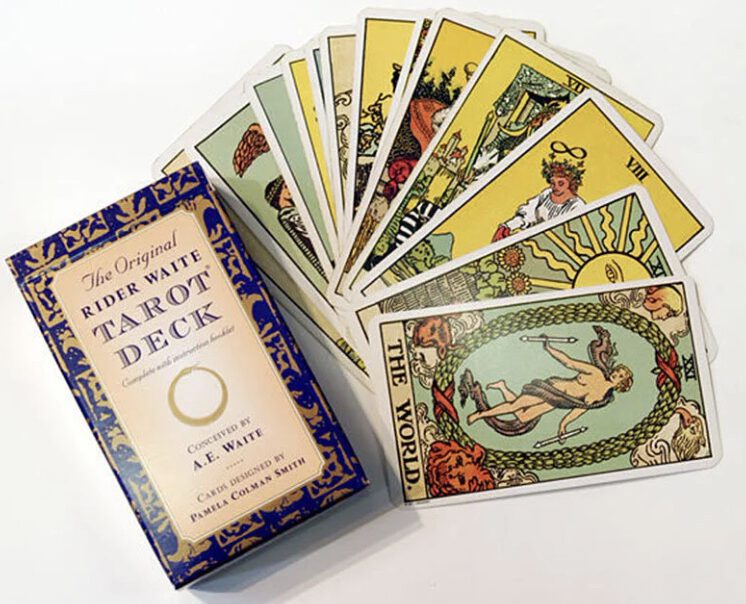 The Original
RIDER WAITE
TAROT®
DECK
Complete with instruction booklet
CONCEIVED BY
A.E. WAITE
CARDS DESIGNED BY
PAMELA COLMAN SMITH
VIII
XXI
THE WORLD.